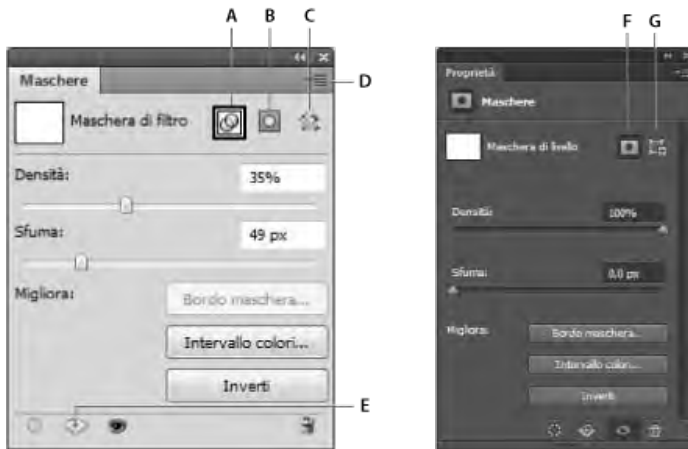 A B C F G
Maschere
D
Proprietà
Maschere
Maschera di filtro
Maschera di livello
Densità:
35%
Densità:
100%
Sfuma:
49 px
Sfuma:
0,0 px
Migliora:
Bordo maschera...
Intervallo colori...
Inverti
Migliora:
Bordo maschera...
Intervallo colori...
Inverti
E